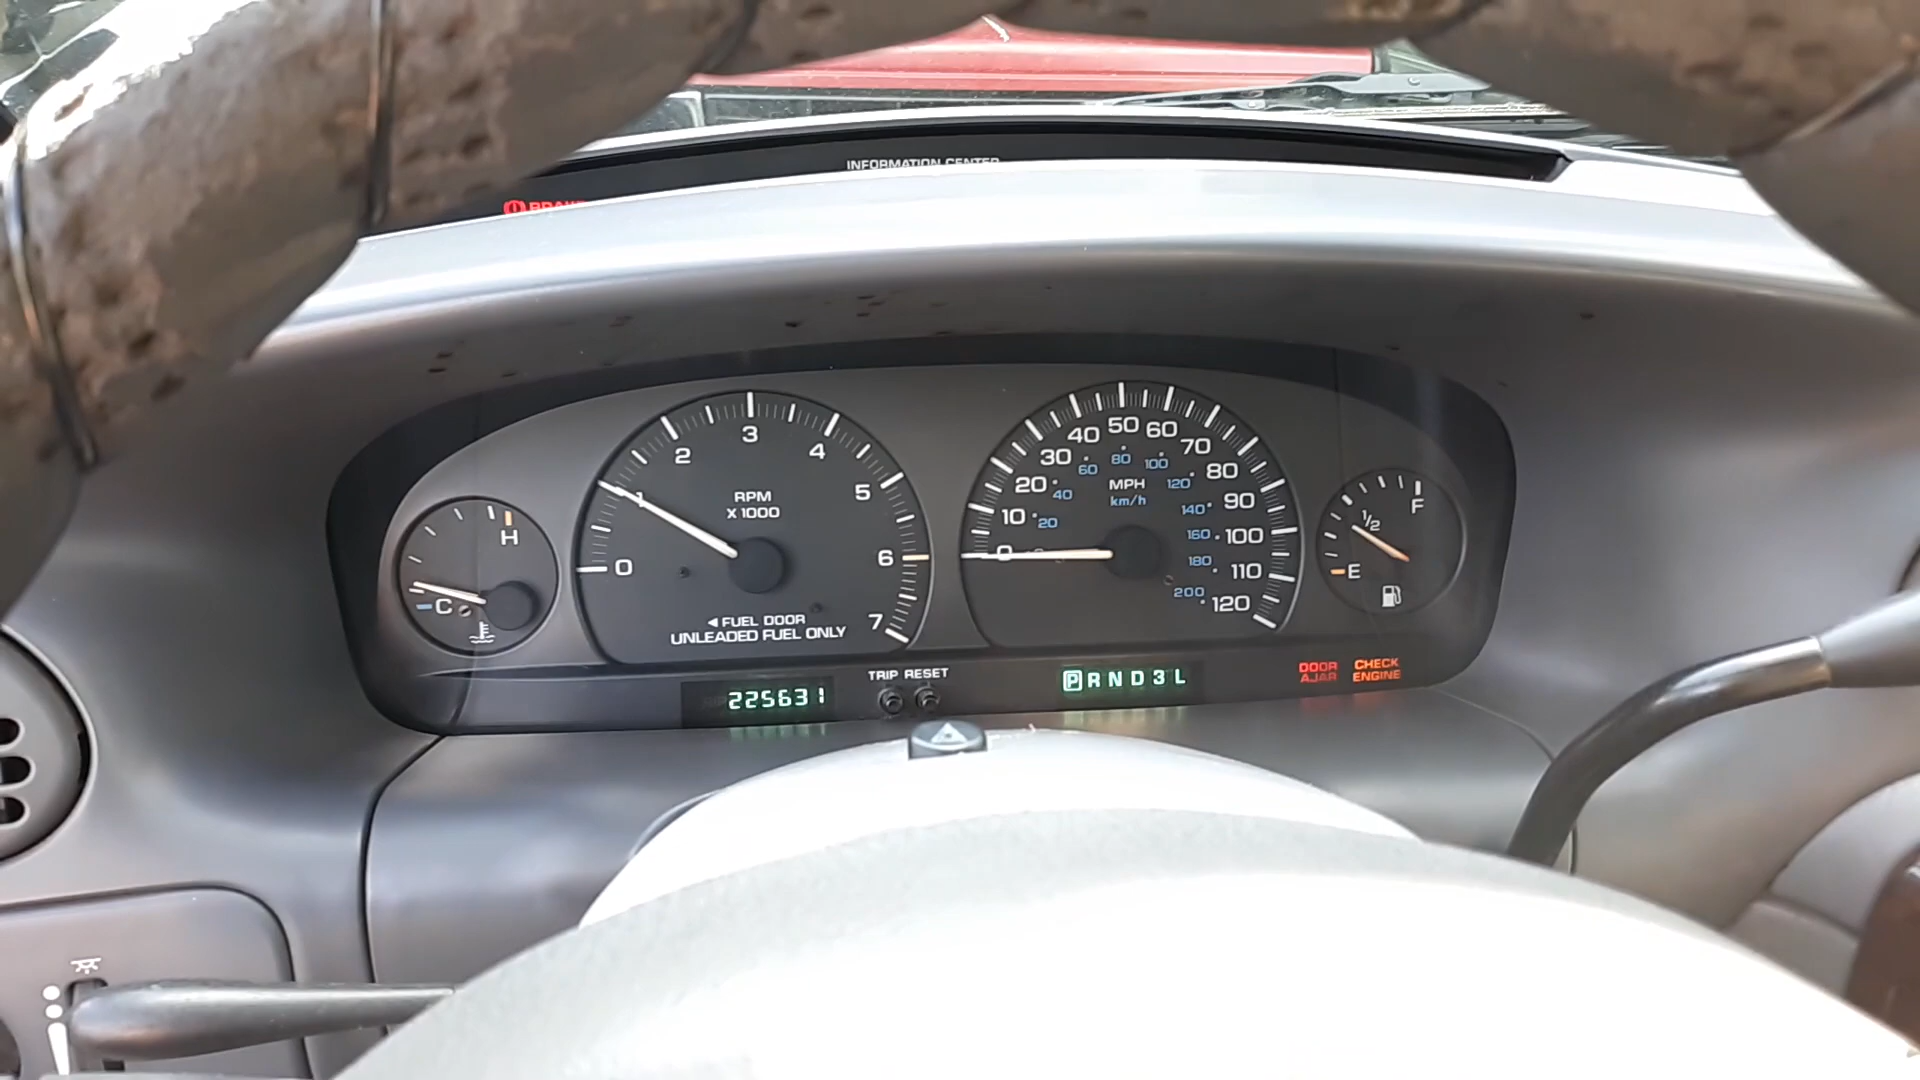 INFORMATION CENTER
BRAKE
0 1 2 3 4 5 6 7
RPM
X 1000
◄ FUEL DOOR
UNLEADED FUEL ONLY
H
C
0 10 20 30 40 50 60 70 80 90 100 110 120
20 40 60 80 100 120 140 160 180 200
MPH
km/h
F
1/2
E
TRIP RESET
225631
P R N D 3 L
DOOR
AJAR
CHECK
ENGINE